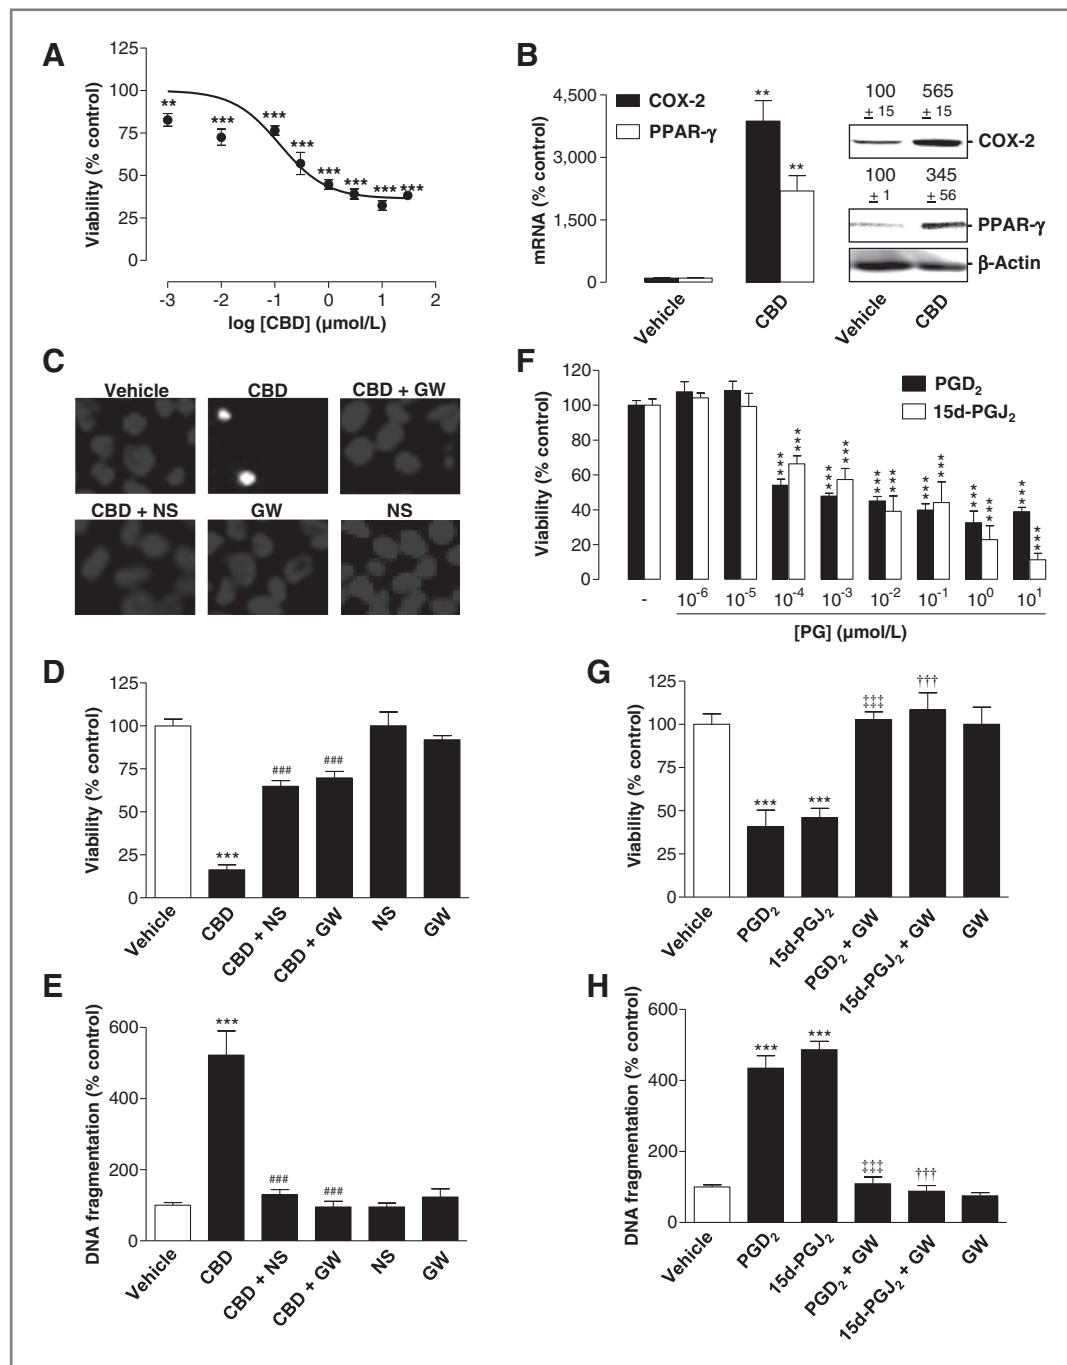 A
125
100
75
50
25
0
Viability (% control)
**
***
***
***
***
***
***
***
-3
-2
-1
0
1
2
log [CBD] (µmol/L)
B
COX-2
PPAR-γ
4,500
3,000
1,500
0
mRNA (% control)
**
**
Vehicle
CBD
100 565
± 15 ± 15
COX-2
100 345
± 1 ± 56
PPAR-γ
β-Actin
Vehicle
CBD
C
Vehicle
CBD
CBD + GW
CBD + NS
GW
NS
F
120
100
80
60
40
20
0
Viability (% control)
PGD₂
15d-PGJ₂
***
***
***
***
***
***
***
***
***
***
***
***
- 10⁻⁶ 10⁻⁵ 10⁻⁴ 10⁻³ 10⁻² 10⁻¹ 10⁰ 10¹
[PG] (µmol/L)
D
125
100
75
50
25
0
Viability (% control)
***
###
###
Vehicle
CBD
CBD + NS
CBD + GW
NS
GW
G
125
100
75
50
25
0
Viability (% control)
***
***
‡‡‡
‡‡‡
†††
Vehicle
PGD₂
15d-PGJ₂
PGD₂ + GW
15d-PGJ₂ + GW
GW
E
600
400
200
0
DNA fragmentation (% control)
***
###
###
Vehicle
CBD
CBD + NS
CBD + GW
NS
GW
H
600
400
200
0
DNA fragmentation (% control)
***
***
‡‡‡
‡‡‡
†††
Vehicle
PGD₂
15d-PGJ₂
PGD₂ + GW
15d-PGJ₂ + GW
GW